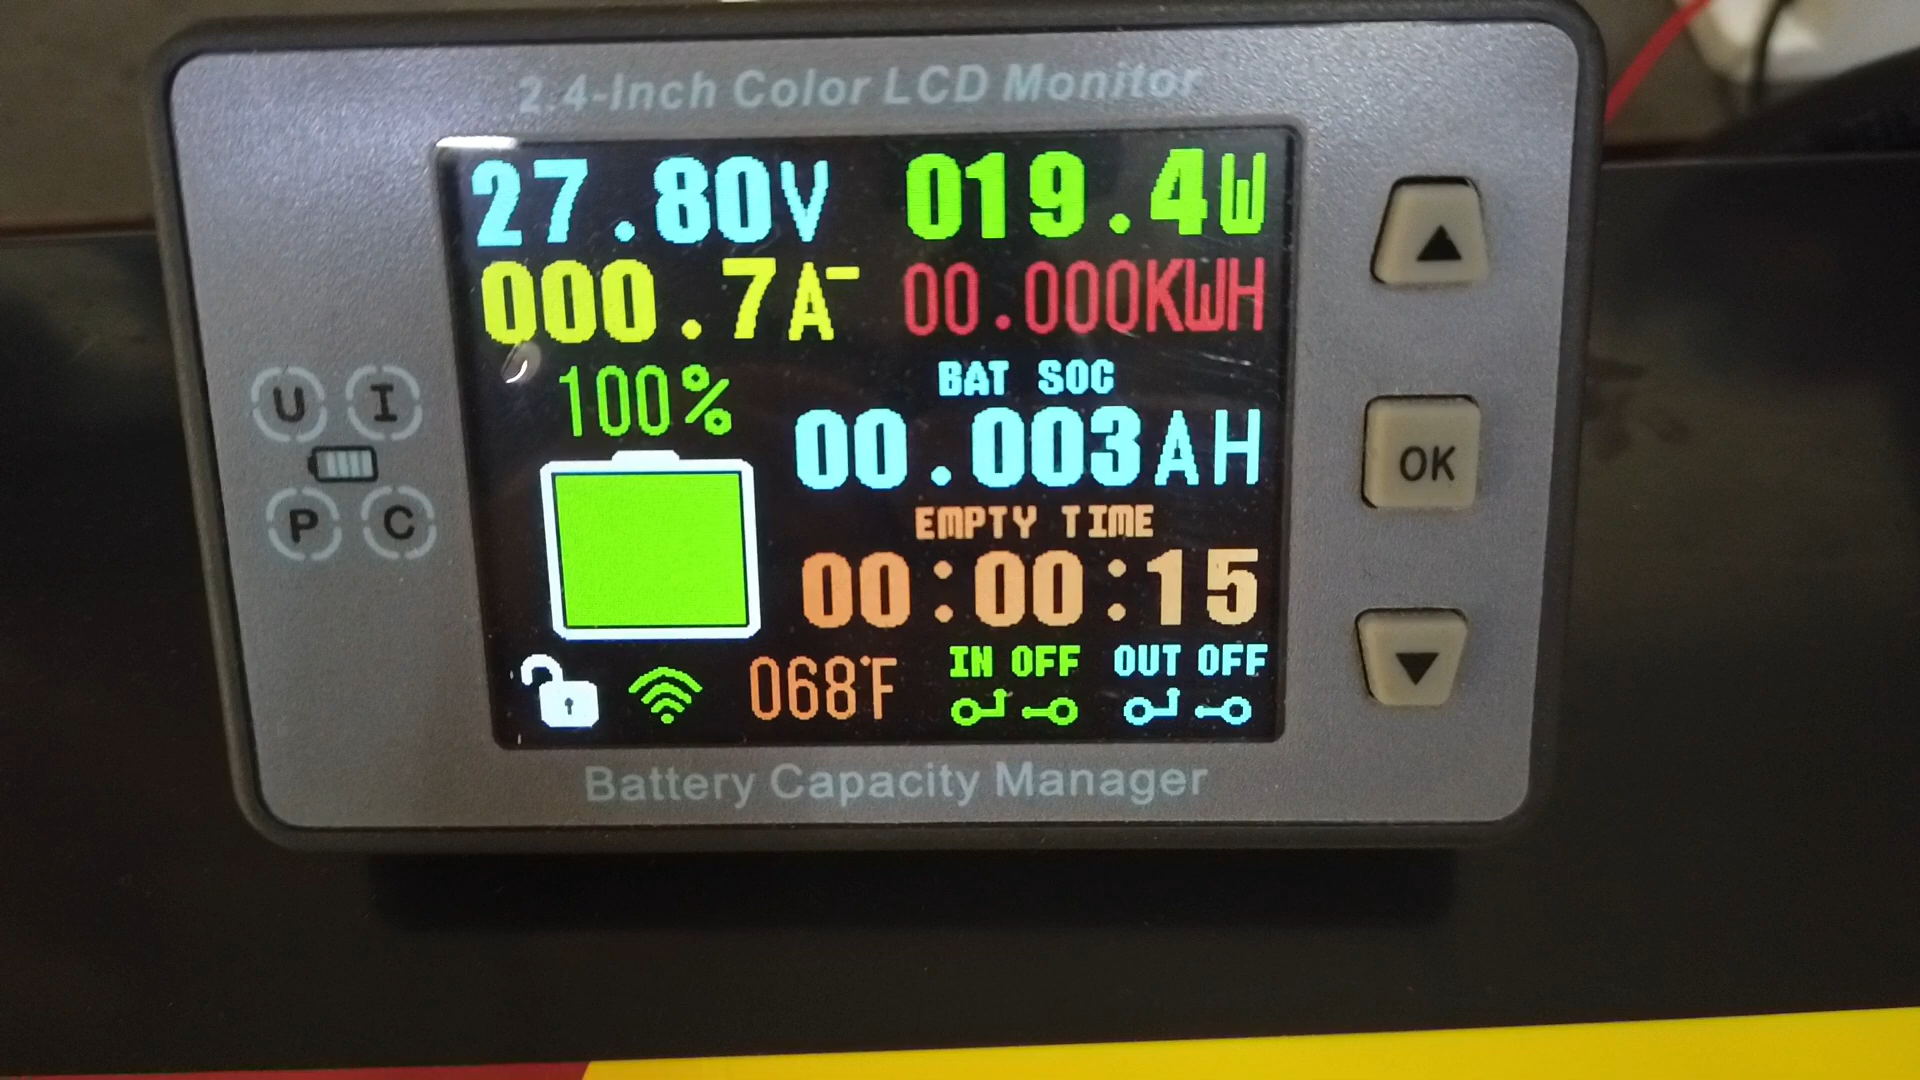 2.4-Inch Color LCD Monitor
27.80V 019.4W
000.7A- 00.000KWH
100% BAT SOC
00.003AH
EMPTY TIME
00:00:15
068°F IN OFF OUT OFF
U I
P C
OK
Battery Capacity Manager